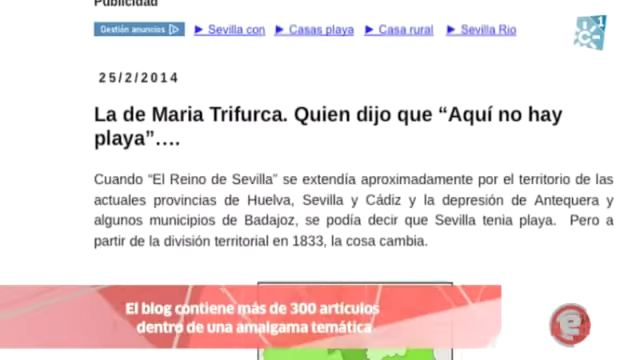 Publicidad
Gestión anuncios ▶ Sevilla con ▶ Casas playa ▶ Casa rural ▶ Sevilla Rio
1
25/2/2014
La de Maria Trifurca. Quien dijo que “Aquí no hay
playa”….
Cuando “El Reino de Sevilla” se extendía aproximadamente por el territorio de las
actuales provincias de Huelva, Sevilla y Cádiz y la depresión de Antequera y
algunos municipios de Badajoz, se podía decir que Sevilla tenia playa. Pero a
partir de la división territorial en 1833, la cosa cambia.
El blog contiene más de 300 artículos
dentro de una amalgama temática
e